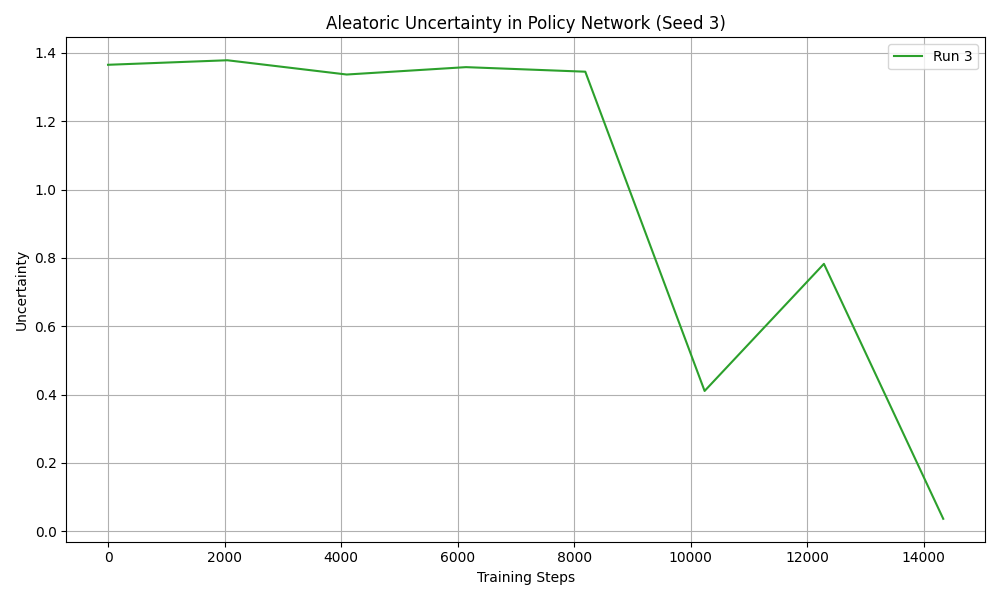 Aleatoric Uncertainty in Policy Network (Seed 3)
Run 3
Uncertainty
1.4
1.2
1.0
0.8
0.6
0.4
0.2
0.0
0 2000 4000 6000 8000 10000 12000 14000
Training Steps